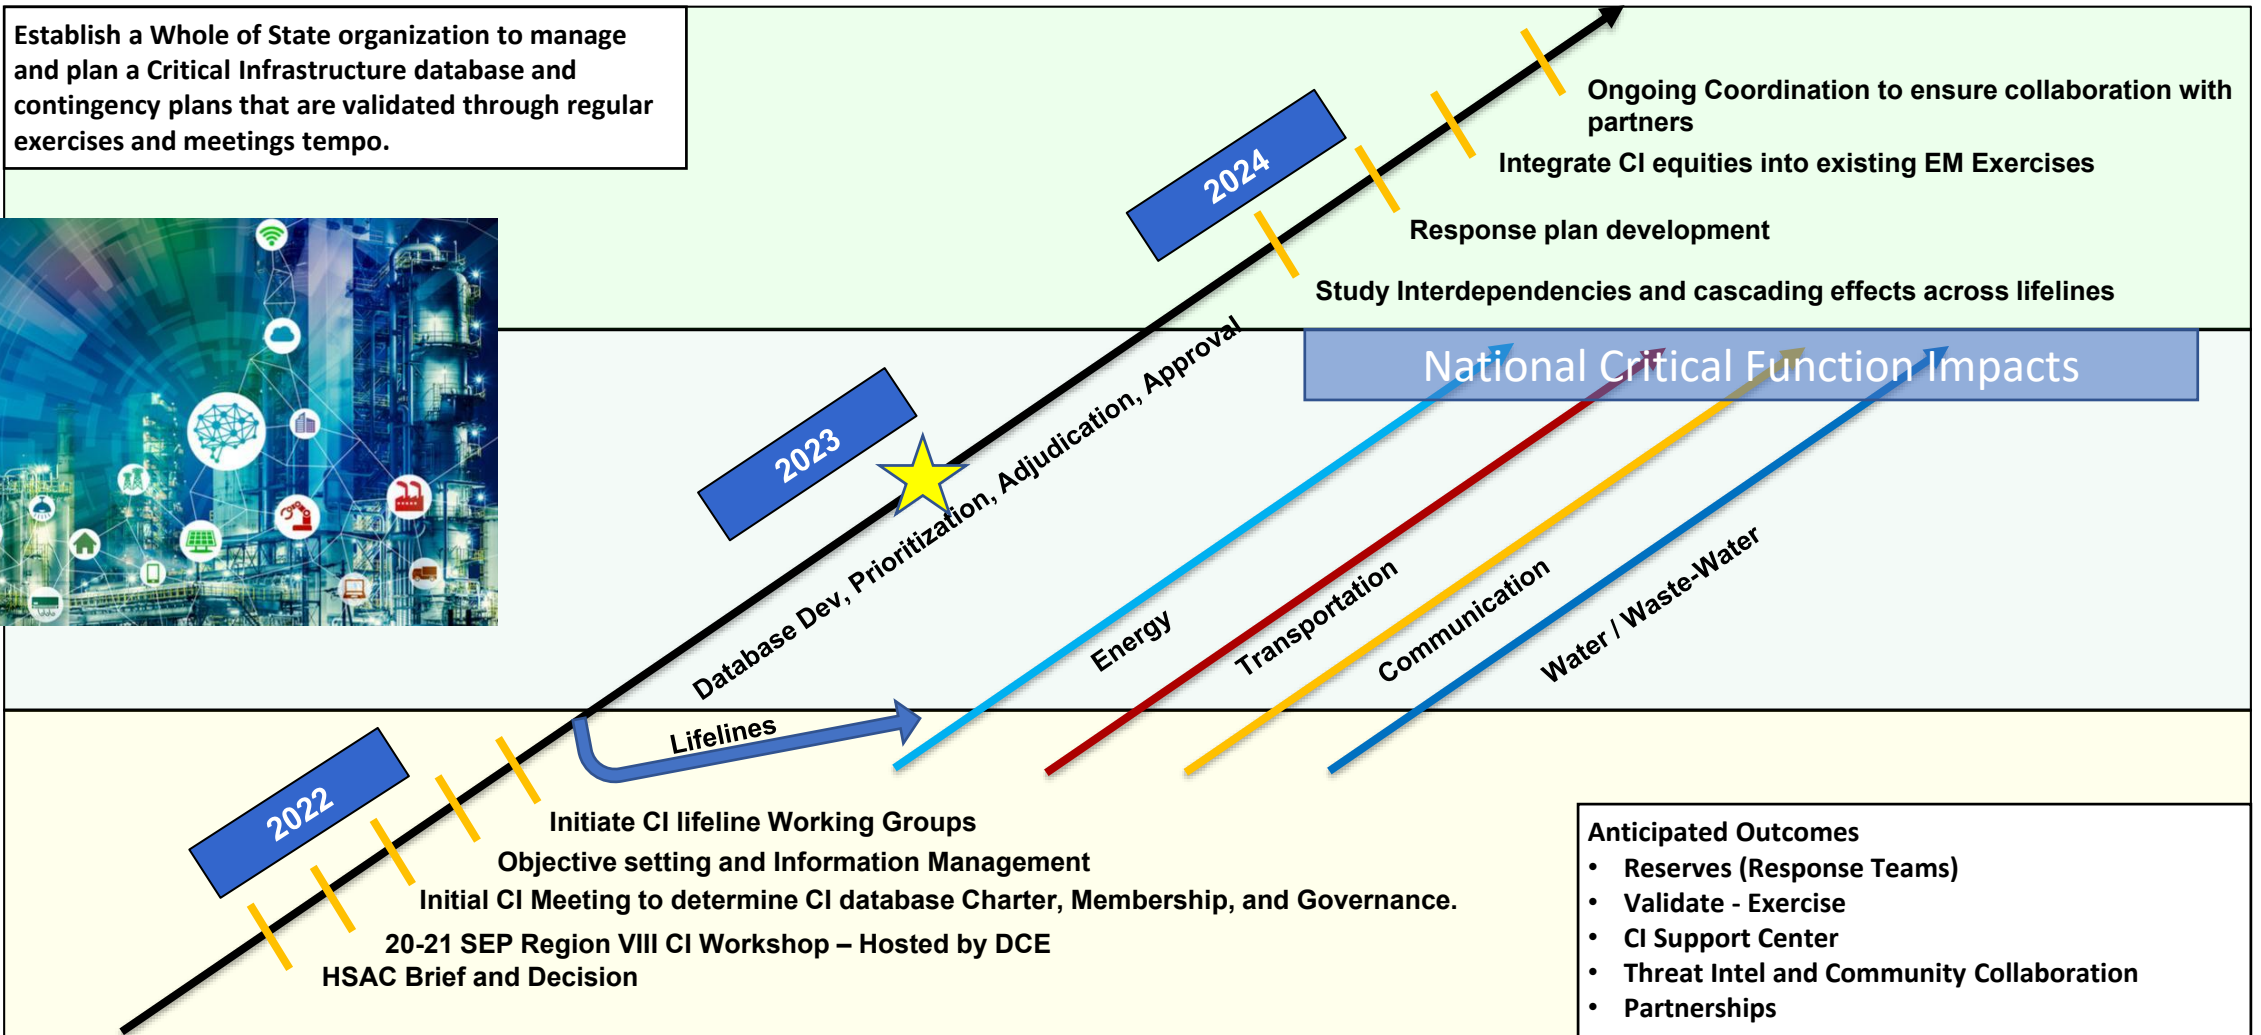 Establish a Whole of State organization to manage
and plan a Critical Infrastructure database and
contingency plans that are validated through regular
exercises and meetings tempo.
Ongoing Coordination to ensure collaboration with
partners
Integrate CI equities into existing EM Exercises
2024
Response plan development
Study Interdependencies and cascading effects across lifelines
National Critical Function Impacts
2023
Database Dev, Prioritization, Adjudication, Approval
Energy
Transportation
Communication
Water / Waste-Water
Lifelines
2022
Initiate CI lifeline Working Groups
Objective setting and Information Management
Initial CI Meeting to determine CI database Charter, Membership, and Governance.
20-21 SEP Region VIII CI Workshop – Hosted by DCE
HSAC Brief and Decision
Anticipated Outcomes
• Reserves (Response Teams)
• Validate - Exercise
• CI Support Center
• Threat Intel and Community Collaboration
• Partnerships